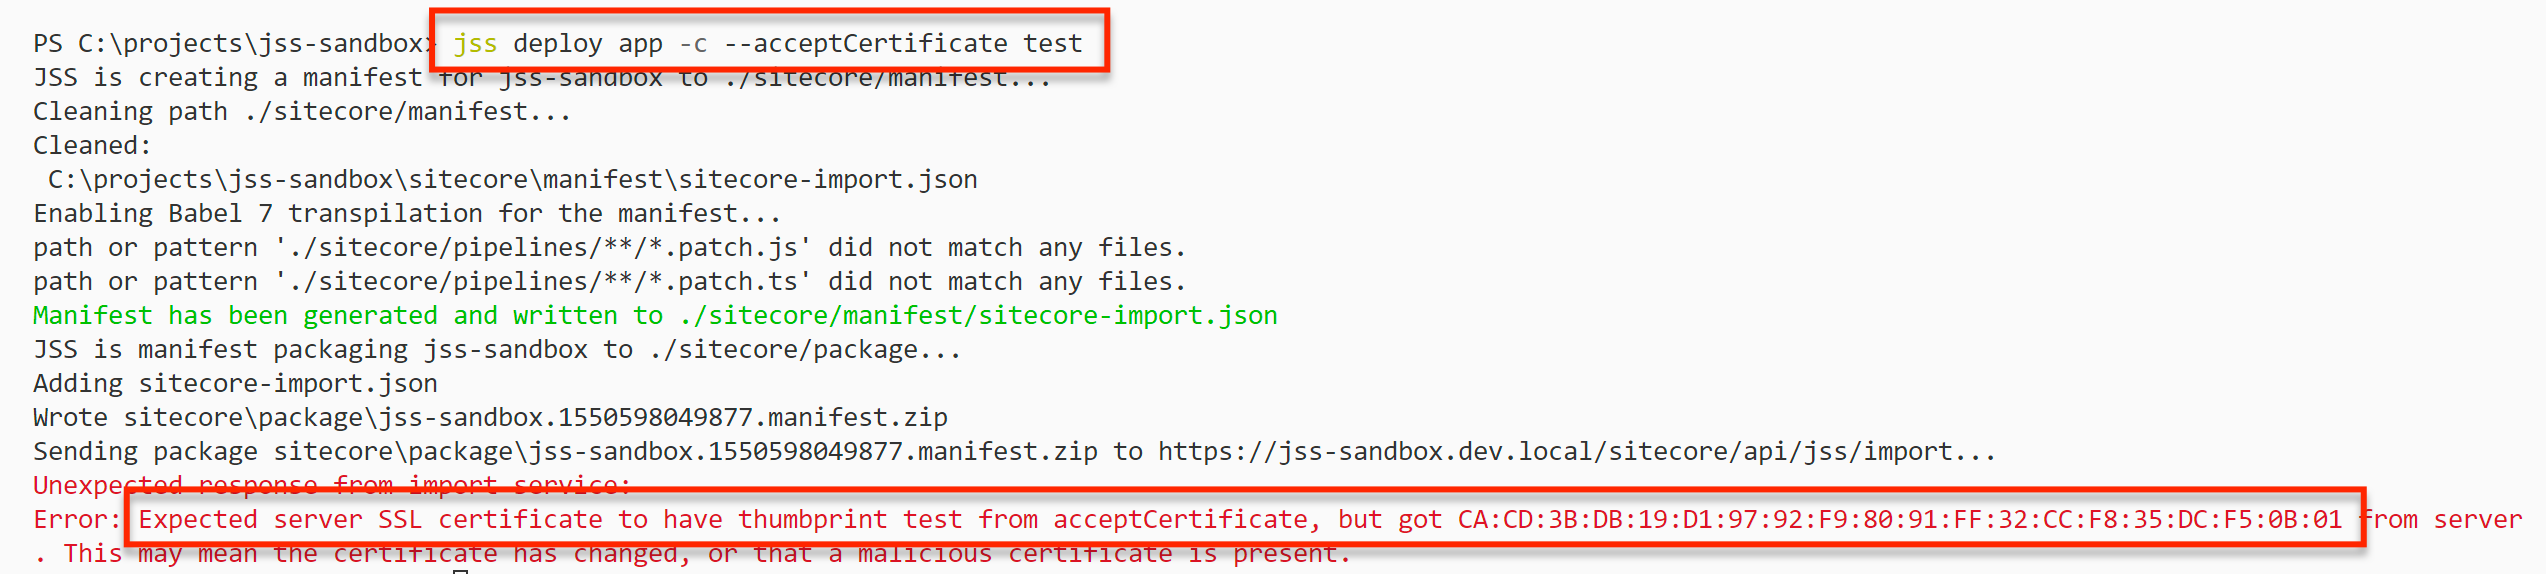 PS C:\projects\jss-sandbox> jss deploy app -c --acceptCertificate test
JSS is creating a manifest for jss-sandbox to ./sitecore/manifest...
Cleaning path ./sitecore/manifest...
Cleaned:
 C:\projects\jss-sandbox\sitecore\manifest\sitecore-import.json
Enabling Babel 7 transpilation for the manifest...
path or pattern './sitecore/pipelines/**/*.patch.js' did not match any files.
path or pattern './sitecore/pipelines/**/*.patch.ts' did not match any files.
Manifest has been generated and written to ./sitecore/manifest/sitecore-import.json
JSS is manifest packaging jss-sandbox to ./sitecore/package...
Adding sitecore-import.json
Wrote sitecore\package\jss-sandbox.1550598049877.manifest.zip
Sending package sitecore\package\jss-sandbox.1550598049877.manifest.zip to https://jss-sandbox.dev.local/sitecore/api/jss/import...
Unexpected response from import service:
Error: Expected server SSL certificate to have thumbprint test from acceptCertificate, but got CA:CD:3B:DB:19:D1:97:92:F9:80:91:FF:32:CC:F8:35:DC:F5:0B:01 from server
. This may mean the certificate has changed, or that a malicious certificate is present.